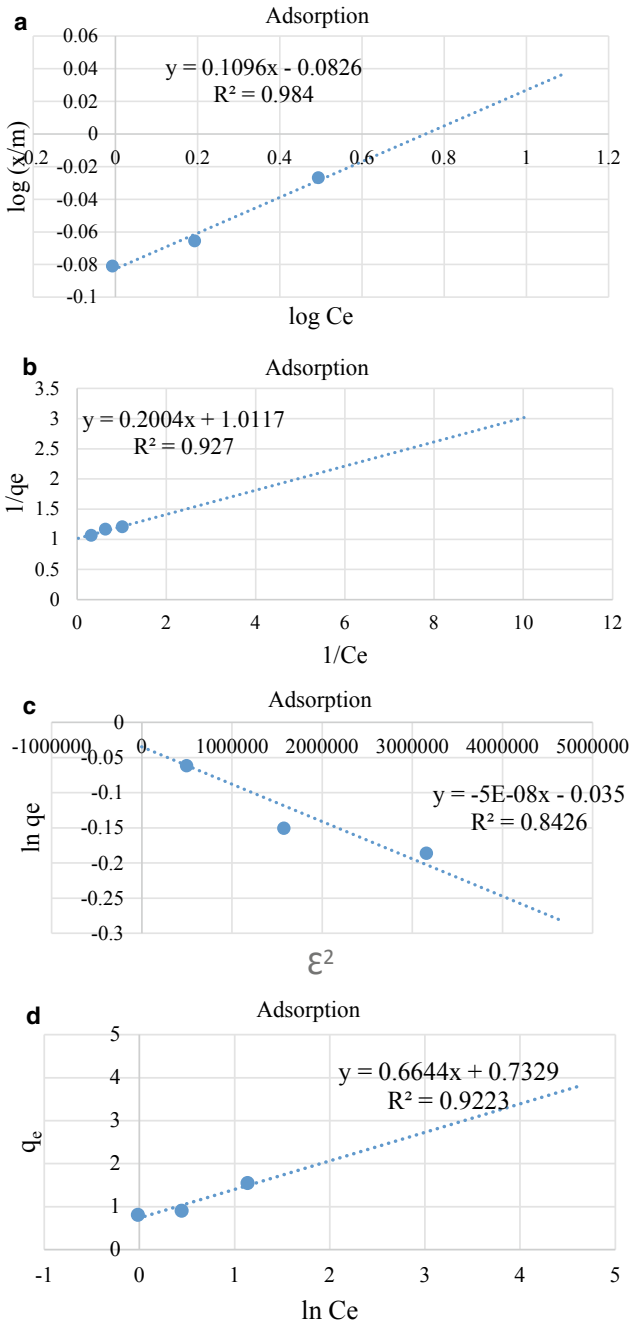 a
Adsorption
0.06
0.04
0.02
0
-0.02
-0.04
-0.06
-0.08
-0.1
y = 0.1096x - 0.0826
R² = 0.984
0.2 0 0.2 0.4 0.6 0.8 1 1.2
log (x/m)
log Ce
b
Adsorption
3.5
3
2.5
2
1.5
1
0.5
0
y = 0.2004x + 1.0117
R² = 0.927
0 2 4 6 8 10 12
1/qe
1/Ce
c
Adsorption
0
-0.05
-0.1
-0.15
-0.2
-0.25
-0.3
-1000000 0 1000000 2000000 3000000 4000000 5000000
y = -5E-08x - 0.035
R² = 0.8426
ln qe
Ɛ²
d
Adsorption
5
4
3
2
1
0
y = 0.6644x + 0.7329
R² = 0.9223
-1 0 1 2 3 4 5
qₑ
ln Ce